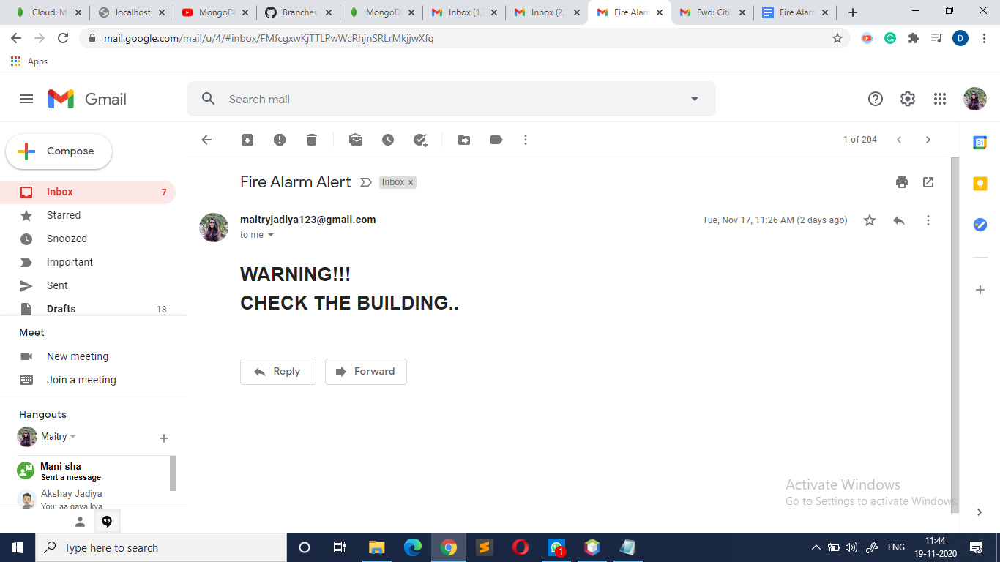 Cloud: M
localhost
MongoD
Branches
MongoD
Inbox (1,
Inbox (2,
Fire Alarm
Fwd: Citi
Fire Alarm
mail.google.com/mail/u/4/#inbox/FMfcgxwKjTTLPwWcRhjnSRLrMkjjwXfq
D
Apps
Gmail
Search mail
Compose
1 of 204
31
Fire Alarm Alert
Inbox ×
Inbox 7
Starred
Snoozed
Important
Sent
Drafts 18
maitryjadiya123@gmail.com
Tue, Nov 17, 11:26 AM (2 days ago)
to me
WARNING!!!
CHECK THE BUILDING..
Reply
Forward
Meet
New meeting
Join a meeting
Hangouts
Maitry
Mani sha
Sent a message
Akshay Jadiya
You: aa gaya kya
Activate Windows
Go to Settings to activate Windows.
Type here to search
1
ENG
11:44
19-11-2020